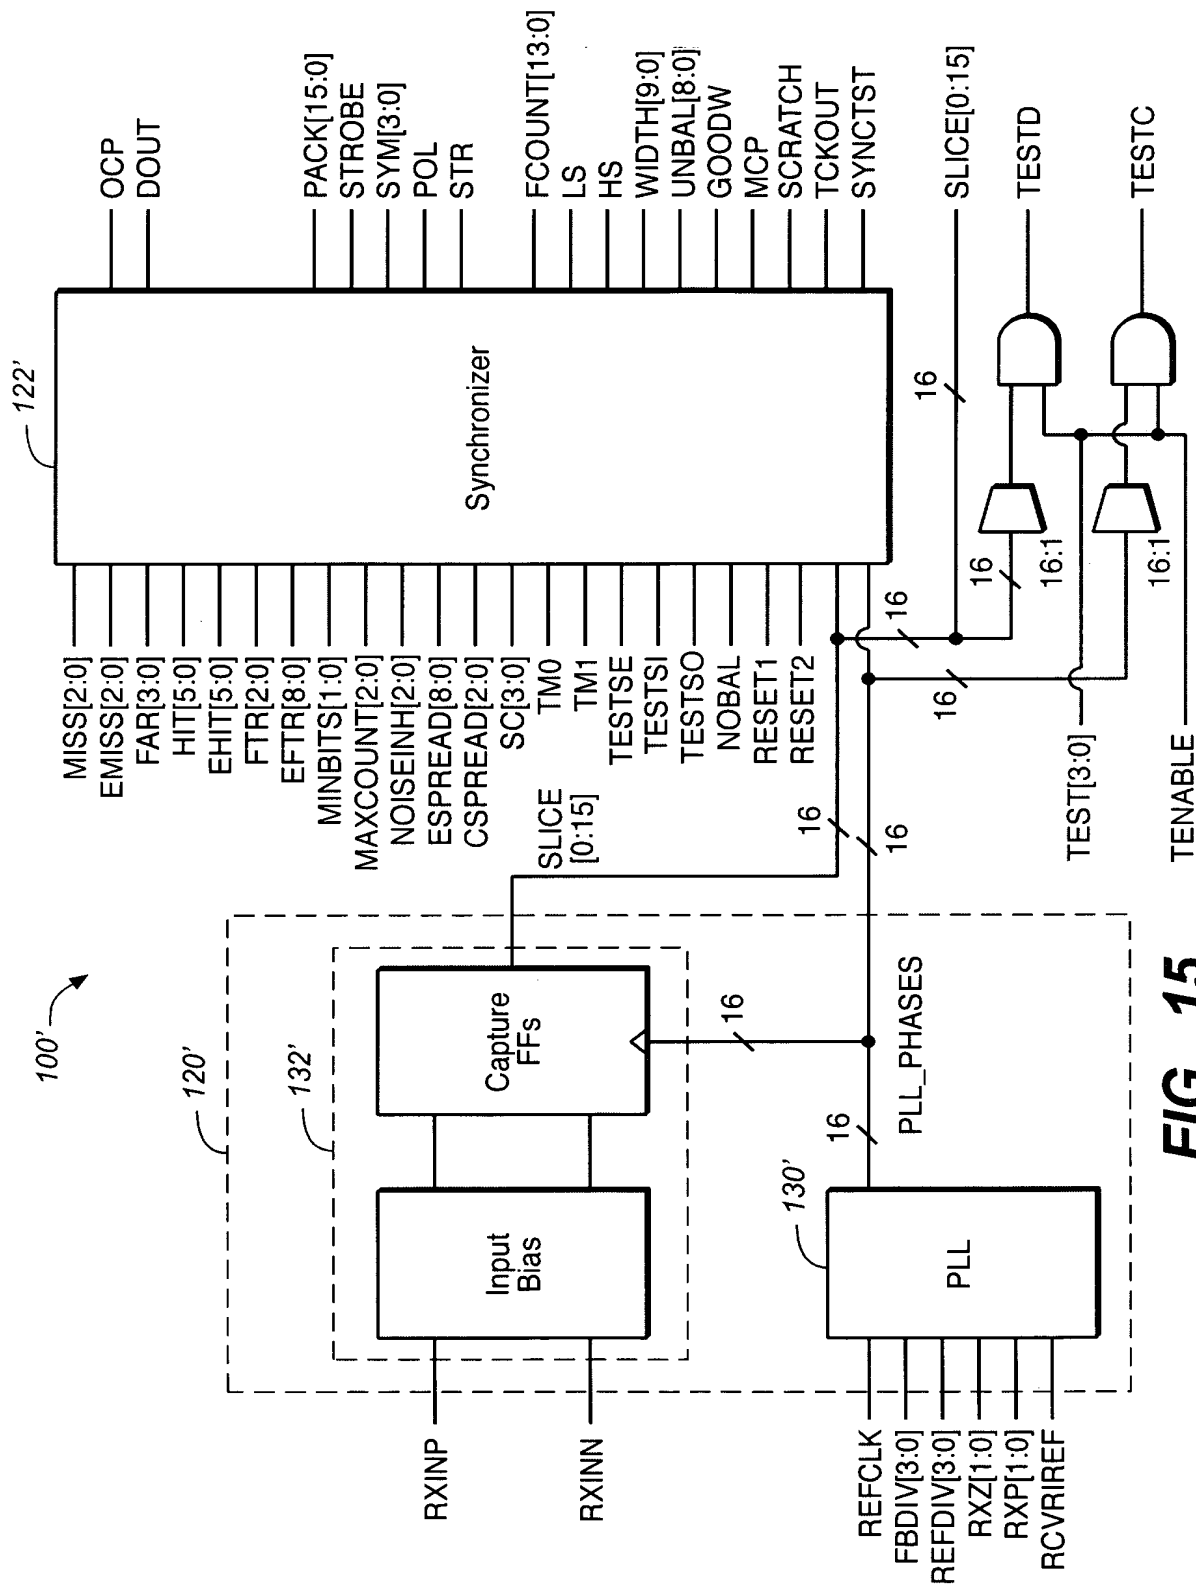 100'
120'
132'
RXINP
RXINN
Input
Bias
Capture
FFs
SLICE
[0:15]
REFCLK
FBDIV[3:0]
REFDIV[3:0]
RXZ[1:0]
RXP[1:0]
RCVRIREF
130'
PLL
16
PLL_PHASES
16
16
16
122'
MISS[2:0]
EMISS[2:0]
FAR[3:0]
HIT[5:0]
EHIT[5:0]
FTR[2:0]
EFTR[8:0]
MINBITS[1:0]
MAXCOUNT[2:0]
NOISEINH[2:0]
ESPREAD[8:0]
CSPREAD[2:0]
SC[3:0]
TM0
TM1
TESTSE
TESTSI
TESTSO
NOBAL
RESET1
RESET2
Synchronizer
OCP
DOUT
PACK[15:0]
STROBE
SYM[3:0]
POL
STR
FCOUNT[13:0]
LS
HS
WIDTH[9:0]
UNBAL[8:0]
GOODW
MCP
SCRATCH
TCKOUT
SYNCTST
16
16
16
SLICE[0:15]
16
16:1
TESTD
16:1
TESTC
TEST[3:0]
TENABLE
FIG._15